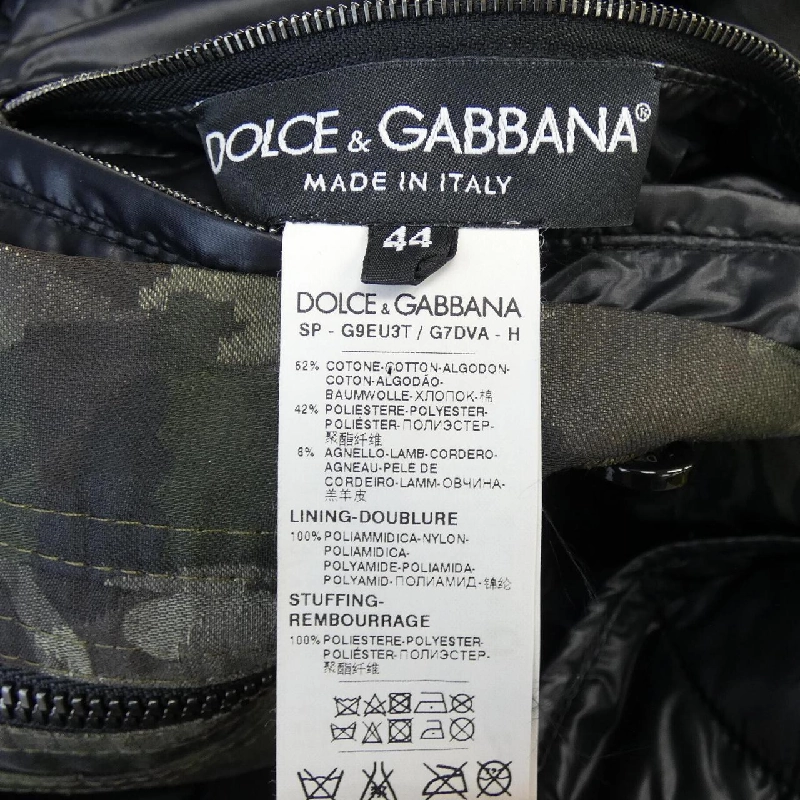 DOLCE & GABBANA®
MADE IN ITALY
44
DOLCE & GABBANA
SP - G9EU3T / G7DVA - H
52% COTONE-COTTON-ALGODON-
COTON-ALGODÃO-
BAUMWOLLE-ХЛОПОК-棉
42% POLIESTERE-POLYESTER-
POLIÉSTER-ПОЛИЭСТЕР-
聚酯纤维
6% AGNELLO-LAMB-CORDERO-
AGNEAU-PELE DE
CORDEIRO-LAMM-ОВЧИНА-
羔羊皮
LINING-DOUBLURE
100% POLIAMMIDICA-NYLON-
POLIAMIDICA-
POLYAMIDE-POLIAMIDA-
POLYAMID-ПОЛИАМИД-锦纶
STUFFING-
REMBOURRAGE
100% POLIESTERE-POLYESTER-
POLIÉSTER-ПОЛИЭСТЕР-
聚酯纤维